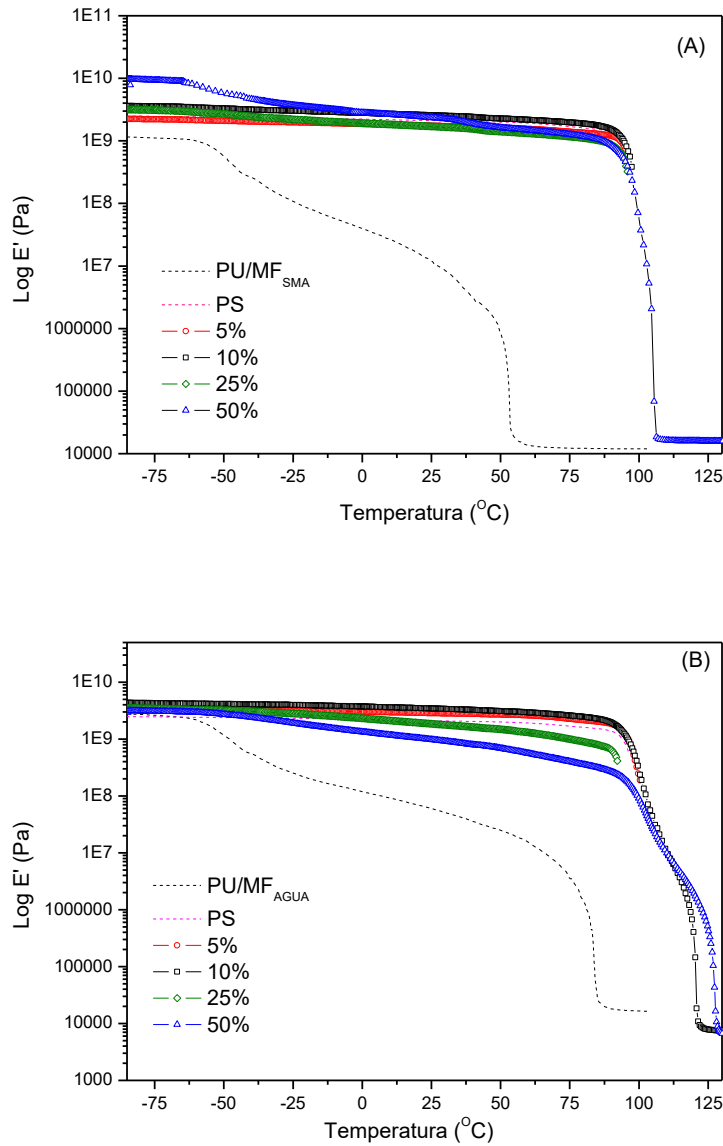 (A)
1E11
1E10
1E9
1E8
1E7
1000000
100000
10000
Log E' (Pa)
PU/MF_SMA
PS
5%
10%
25%
50%
-75 -50 -25 0 25 50 75 100 125
Temperatura (°C)
(B)
1E10
1E9
1E8
1E7
1000000
100000
10000
1000
Log E' (Pa)
PU/MF_AGUA
PS
5%
10%
25%
50%
-75 -50 -25 0 25 50 75 100 125
Temperatura (°C)